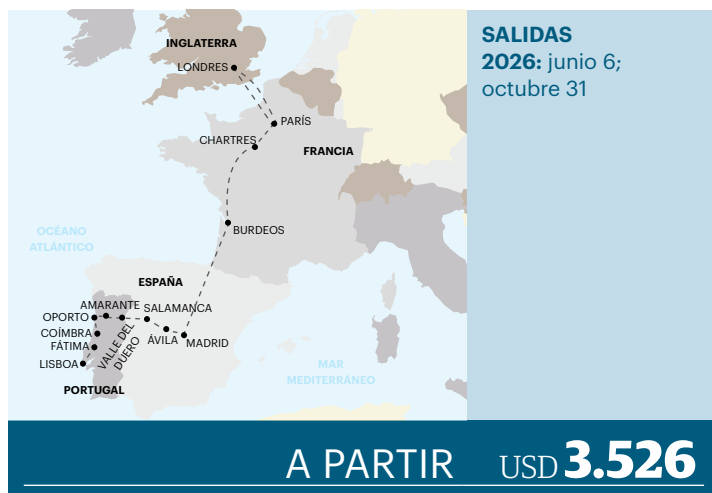 INGLATERRA
LONDRES
PARÍS
CHARTRES
FRANCIA
OCÉANO
ATLÁNTICO
BURDEOS
ESPAÑA
AMARANTE
SALAMANCA
OPORTO
COÍMBRA
FÁTIMA
VALLE DEL
DUERO
ÁVILA
MADRID
LISBOA
MAR
MEDITERRÁNEO
PORTUGAL
SALIDAS
2026: junio 6;
octubre 31
A PARTIR USD 3.526